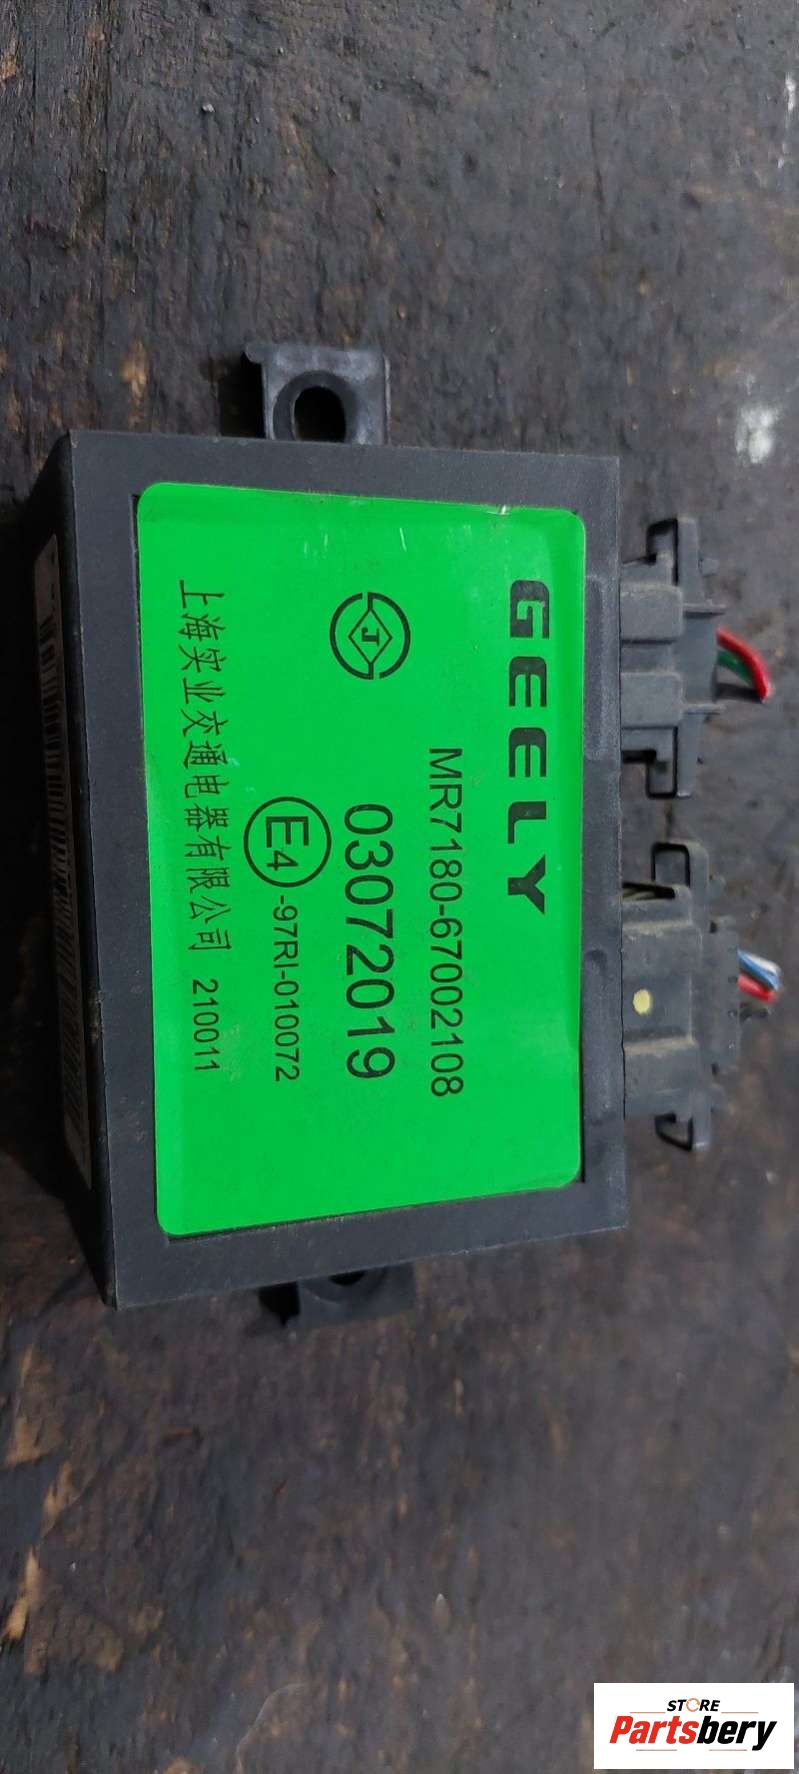 GEELY
MR7180-67002108
J
03072019
E4 -97RI-010072
上海实业交通电器有限公司 210011
STORE
Partsbery